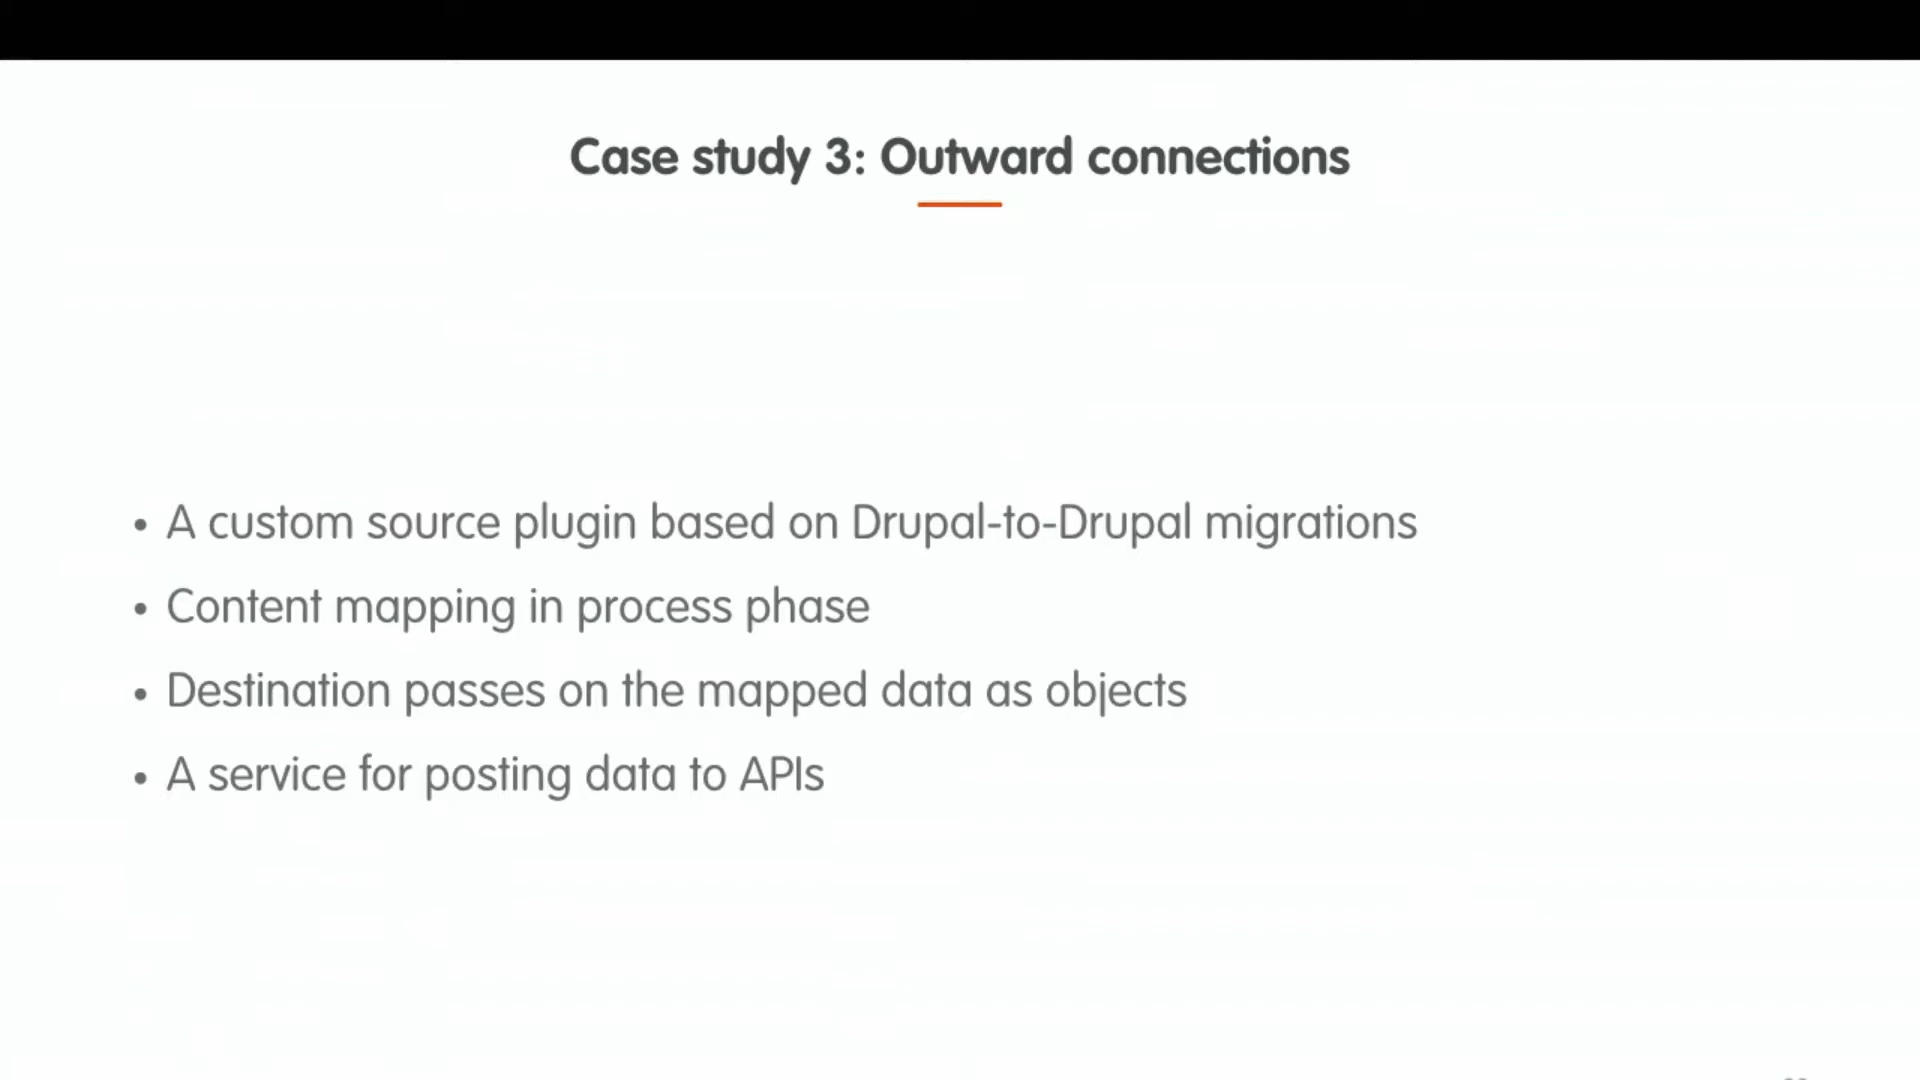 Case study 3: Outward connections
• A custom source plugin based on Drupal-to-Drupal migrations
• Content mapping in process phase
• Destination passes on the mapped data as objects
• A service for posting data to APIs